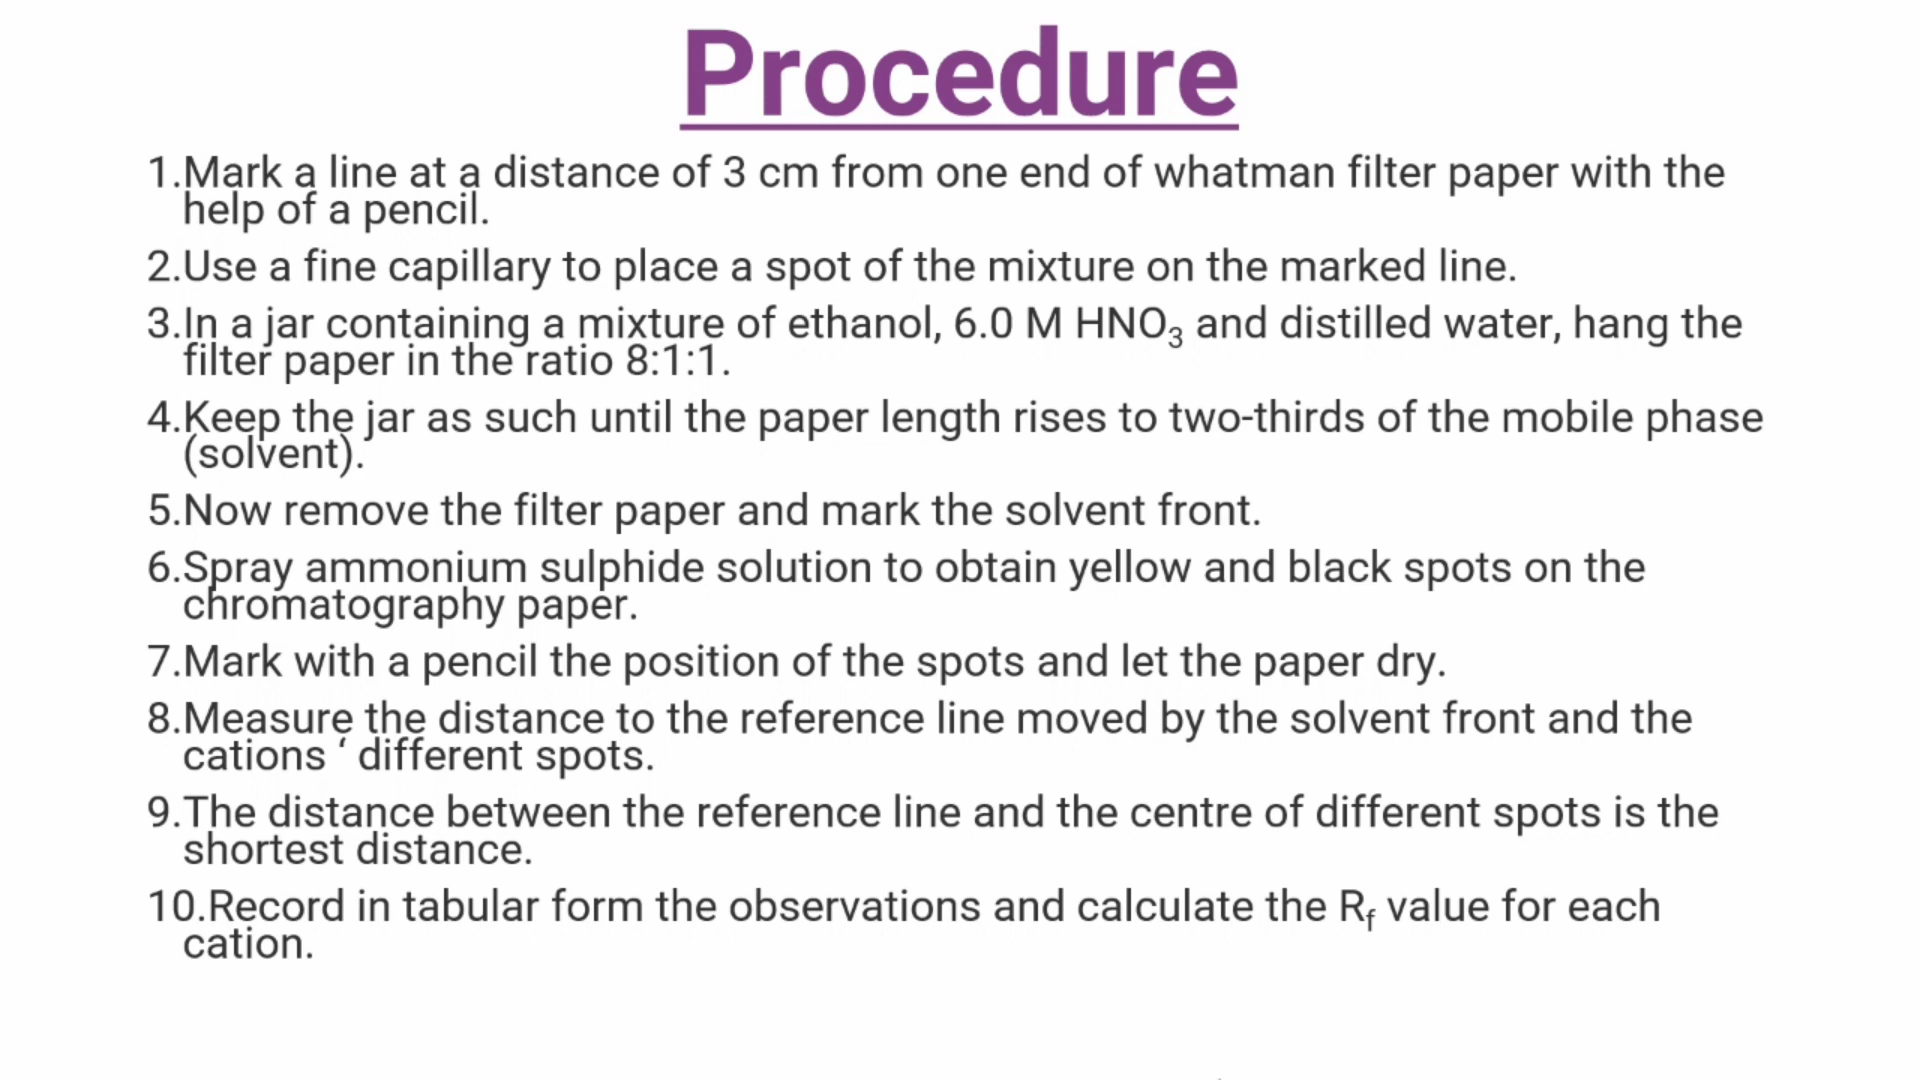 Procedure
1.Mark a line at a distance of 3 cm from one end of whatman filter paper with the
help of a pencil.
2.Use a fine capillary to place a spot of the mixture on the marked line.
3.In a jar containing a mixture of ethanol, 6.0 M HNO₃ and distilled water, hang the
filter paper in the ratio 8:1:1.
4.Keep the jar as such until the paper length rises to two-thirds of the mobile phase
(solvent).
5.Now remove the filter paper and mark the solvent front.
6.Spray ammonium sulphide solution to obtain yellow and black spots on the
chromatography paper.
7.Mark with a pencil the position of the spots and let the paper dry.
8.Measure the distance to the reference line moved by the solvent front and the
cations ‘ different spots.
9.The distance between the reference line and the centre of different spots is the
shortest distance.
10.Record in tabular form the observations and calculate the Rf value for each
cation.